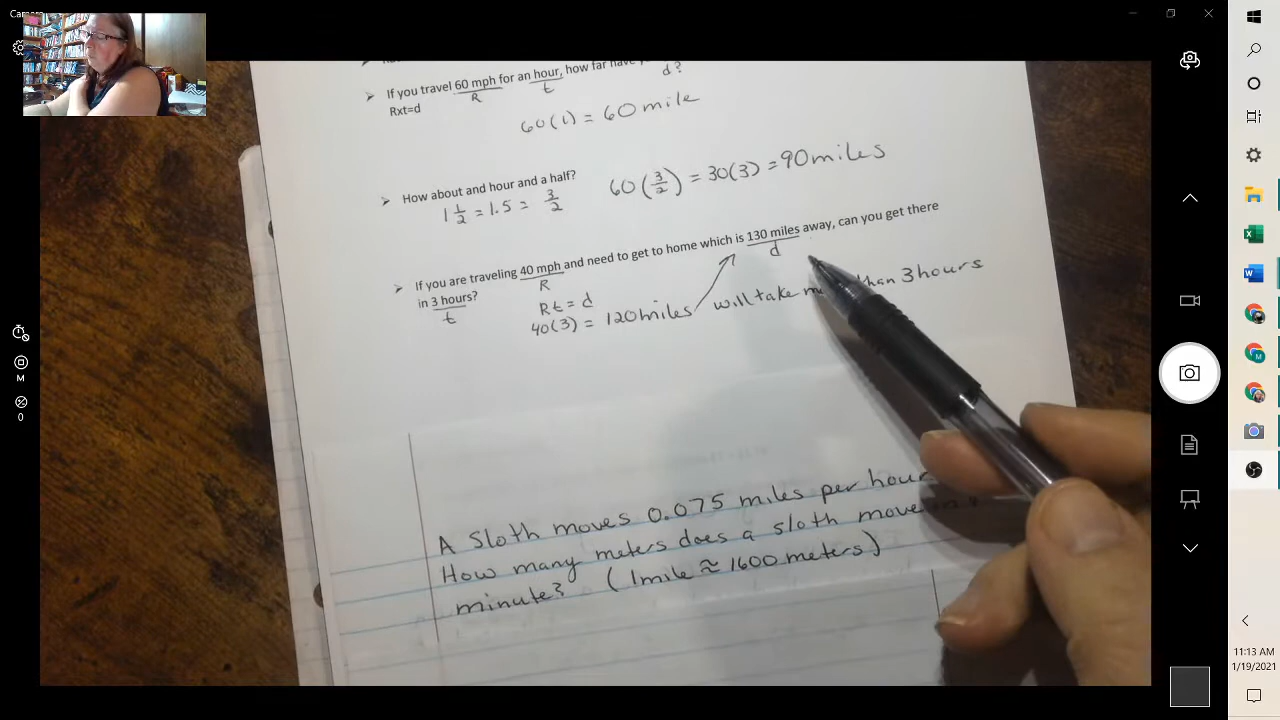 Camera
If you travel 60 mph for an hour, how far have
R t d?
Rxt=d
60(1) = 60 mile
How about and hour and a half?
1 1/2 = 1.5 = 3/2
60(3/2) = 30(3) = 90 miles
If you are traveling 40 mph and need to get to home which is 130 miles away, can you get there
R d
in 3 hours?
t
Rt = d
40(3) = 120 miles will take than 3 hours
A Sloth moves 0.075 miles per hour
How many meters does a sloth move in
minute? (1 mile ≈ 1600 meters)
M
0
11:13 AM
1/19/2021